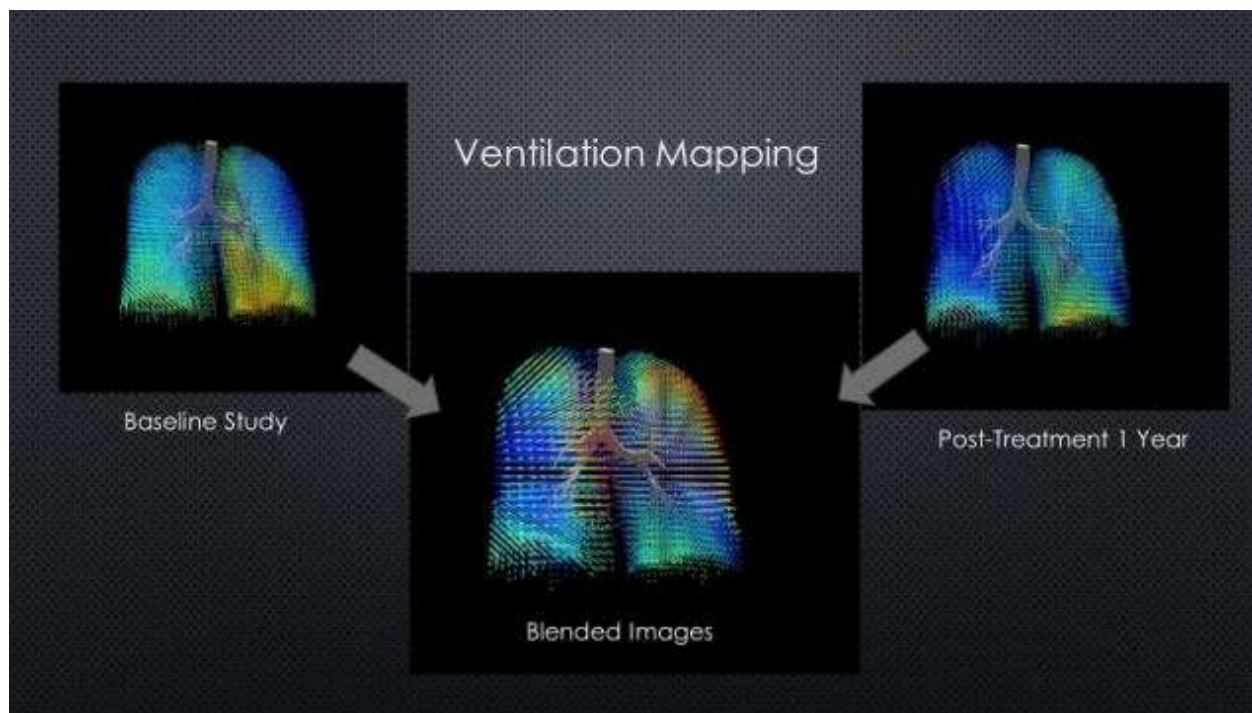 Ventilation Mapping
Baseline Study
Post-Treatment 1 Year
Blended Images